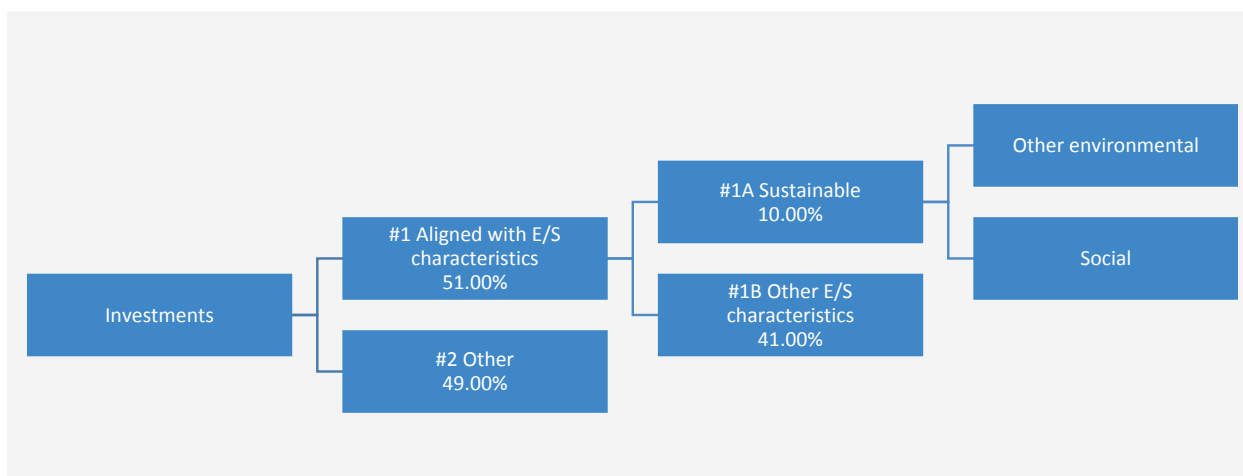 Investments
#1 Aligned with E/S
characteristics
51.00%
#2 Other
49.00%
#1A Sustainable
10.00%
#1B Other E/S
characteristics
41.00%
Other environmental
Social